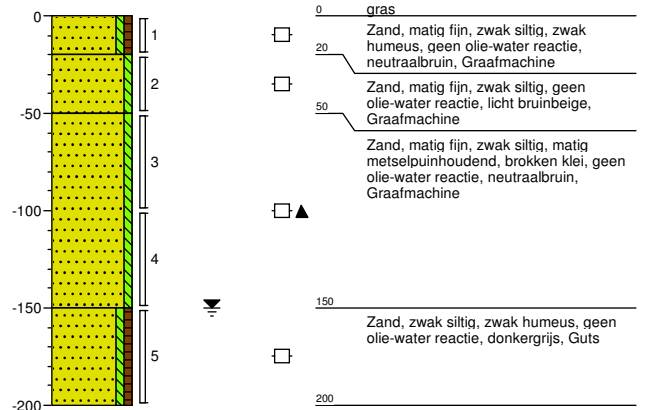 0
-50
-100
-150
-200
1
2
3
4
5
0
gras
Zand, matig fijn, zwak siltig, zwak
humeus, geen olie-water reactie,
neutraalbruin, Graafmachine
20
Zand, matig fijn, zwak siltig, geen
olie-water reactie, licht bruinbeige,
Graafmachine
50
Zand, matig fijn, zwak siltig, matig
metselpuinhoudend, brokken klei, geen
olie-water reactie, neutraalbruin,
Graafmachine
150
Zand, zwak siltig, zwak humeus, geen
olie-water reactie, donkergrijs, Guts
200